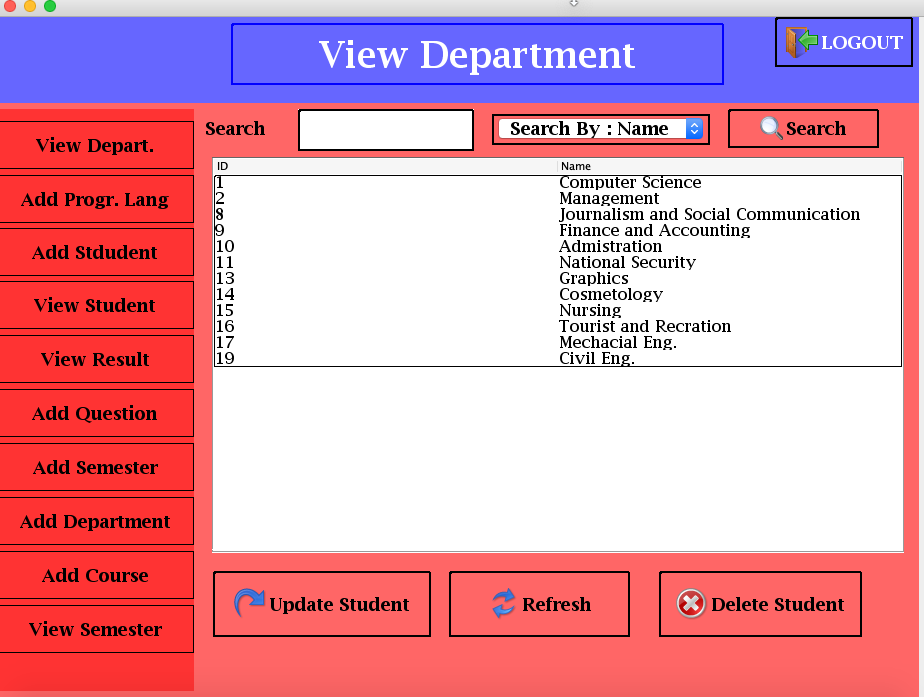 View Department
LOGOUT
Search
Search By : Name
Search
View Depart.
Add Progr. Lang
Add Stdudent
View Student
View Result
Add Question
Add Semester
Add Department
Add Course
View Semester
ID Name
1 Computer Science
2 Management
8 Journalism and Social Communication
9 Finance and Accounting
10 Admistration
11 National Security
13 Graphics
14 Cosmetology
15 Nursing
16 Tourist and Recration
17 Mechacial Eng.
19 Civil Eng.
Update Student
Refresh
Delete Student